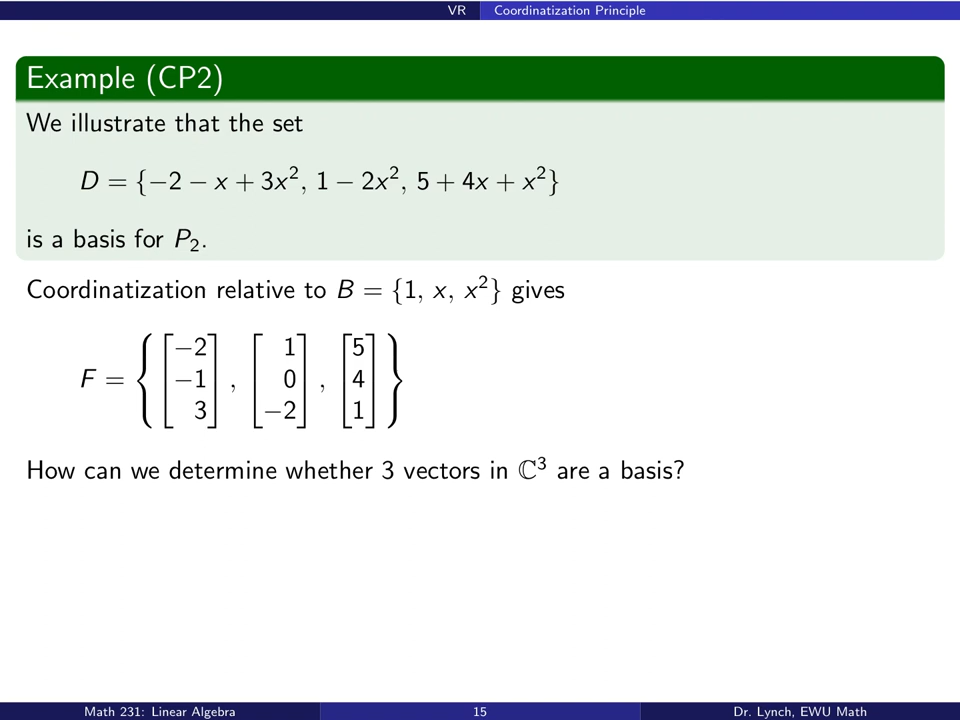 VR Coordinatization Principle
Example (CP2)
We illustrate that the set
D = {−2 − x + 3x², 1 − 2x², 5 + 4x + x²}
is a basis for P₂.
Coordinatization relative to B = {1, x, x²} gives
F = { [−2 −1 3], [1 0 −2], [5 4 1] }
How can we determine whether 3 vectors in ℂ³ are a basis?
Math 231: Linear Algebra 15 Dr. Lynch, EWU Math